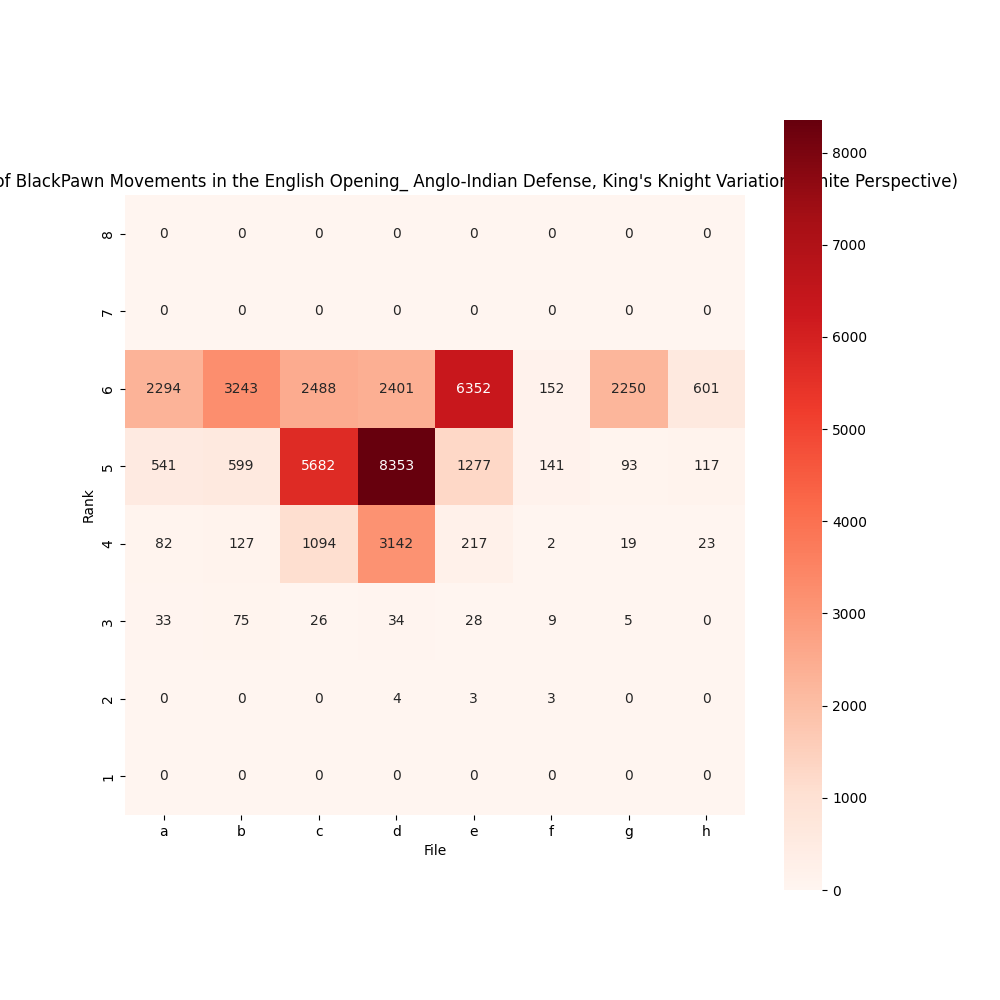 of BlackPawn Movements in the English Opening_ Anglo-Indian Defense, King's Knight Variation Perspective)
8 0 0 0 0 0 0 0 0
7 0 0 0 0 0 0 0 0
6 2294 3243 2488 2401 6352 152 2250 601
5 541 599 5682 8353 1277 141 93 117
4 82 127 1094 3142 217 2 19 23
3 33 75 26 34 28 9 5 0
2 0 0 0 4 3 3 0 0
1 0 0 0 0 0 0 0 0
a b c d e f g h
File
Rank
8000
7000
6000
5000
4000
3000
2000
1000
0